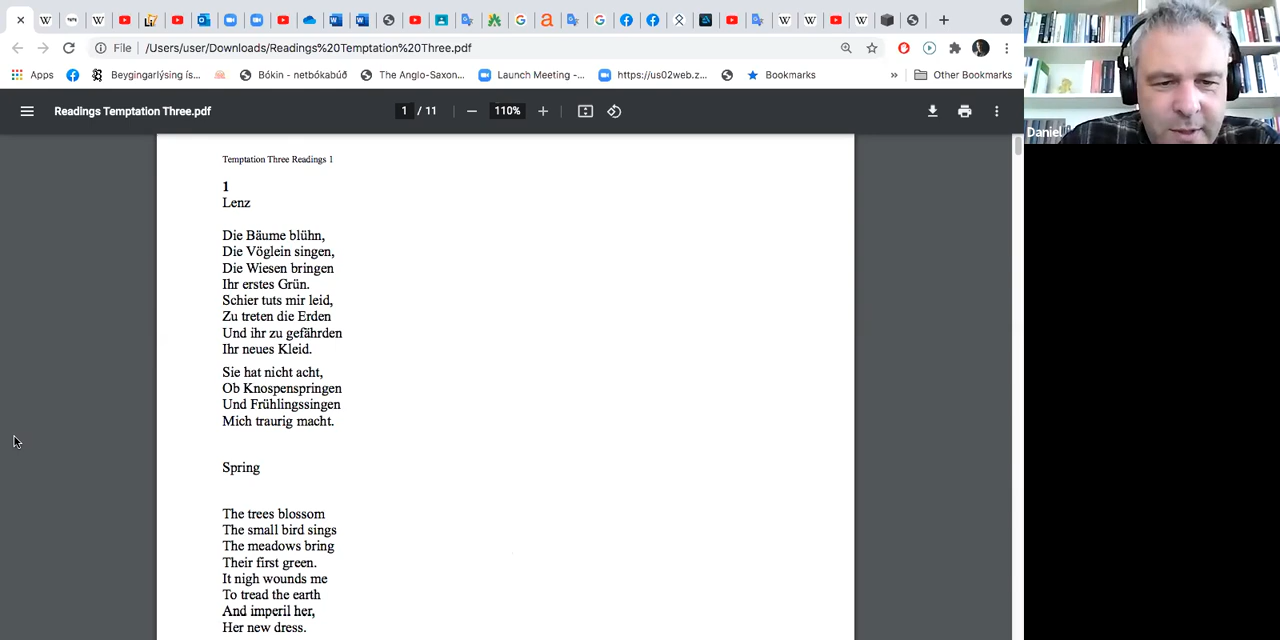 File
/Users/user/Downloads/Readings%20Temptation%20Three.pdf
Apps
Beygingarlýsing ís...
Bókin - netbókabúð
The Anglo-Saxon...
Launch Meeting -...
https://us02web.z...
Bookmarks
»
Other Bookmarks
Readings Temptation Three.pdf
1 / 11
110%
Daniel
Temptation Three Readings 1
1
Lenz
Die Bäume blühn,
Die Vöglein singen,
Die Wiesen bringen
Ihr erstes Grün.
Schier tuts mir leid,
Zu treten die Erden
Und ihr zu gefährden
Ihr neues Kleid.
Sie hat nicht acht,
Ob Knospenspringen
Und Frühlingssingen
Mich traurig macht.
Spring
The trees blossom
The small bird sings
The meadows bring
Their first green.
It nigh wounds me
To tread the earth
And imperil her,
Her new dress.